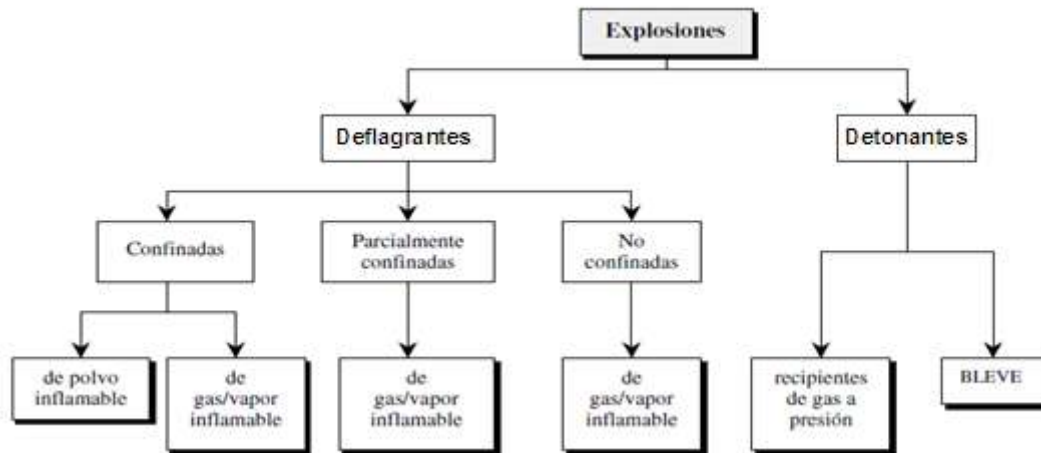 Explosiones
Deflagrantes
Detonantes
Confinadas
Parcialmente
confinadas
No
confinadas
de polvo
inflamable
de
gas/vapor
inflamable
de
gas/vapor
inflamable
de
gas/vapor
inflamable
recipientes
de gas a
presión
BLEVE